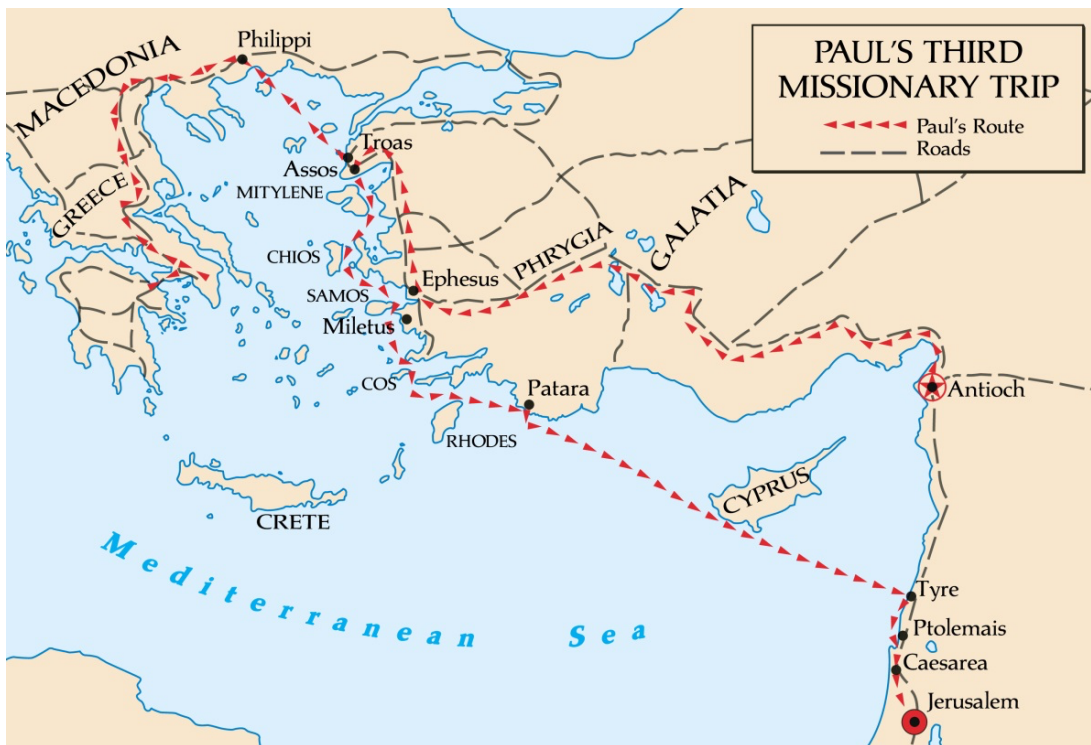 PAUL'S THIRD
MISSIONARY TRIP
Paul's Route
Roads
MACEDONIA
Philippi
GREECE
Troas
Assos
MITYLENE
CHIOS
SAMOS
Ephesus
Miletus
PHRYGIA
GALATIA
COS
Patara
RHODES
Antioch
CYPRUS
CRETE
Mediterranean Sea
Tyre
Ptolemais
Caesarea
Jerusalem